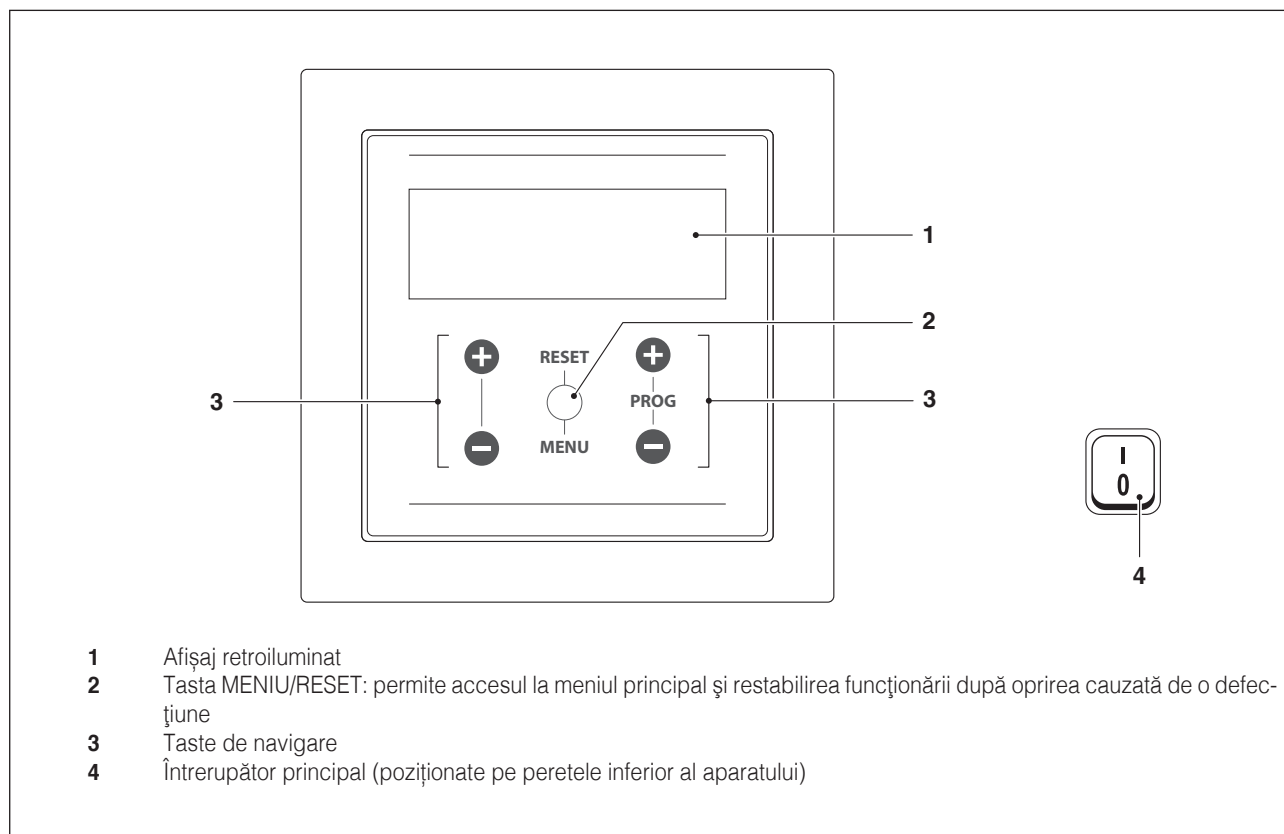 1
2
RESET
PROG
3
3
MENU
I
0
4
1 Afișaj retroiluminat
2 Tasta MENIU/RESET: permite accesul la meniul principal şi restabilirea funcţionării după oprirea cauzată de o defec-
ţiune
3 Taste de navigare
4 Întrerupător principal (poziționate pe peretele inferior al aparatului)